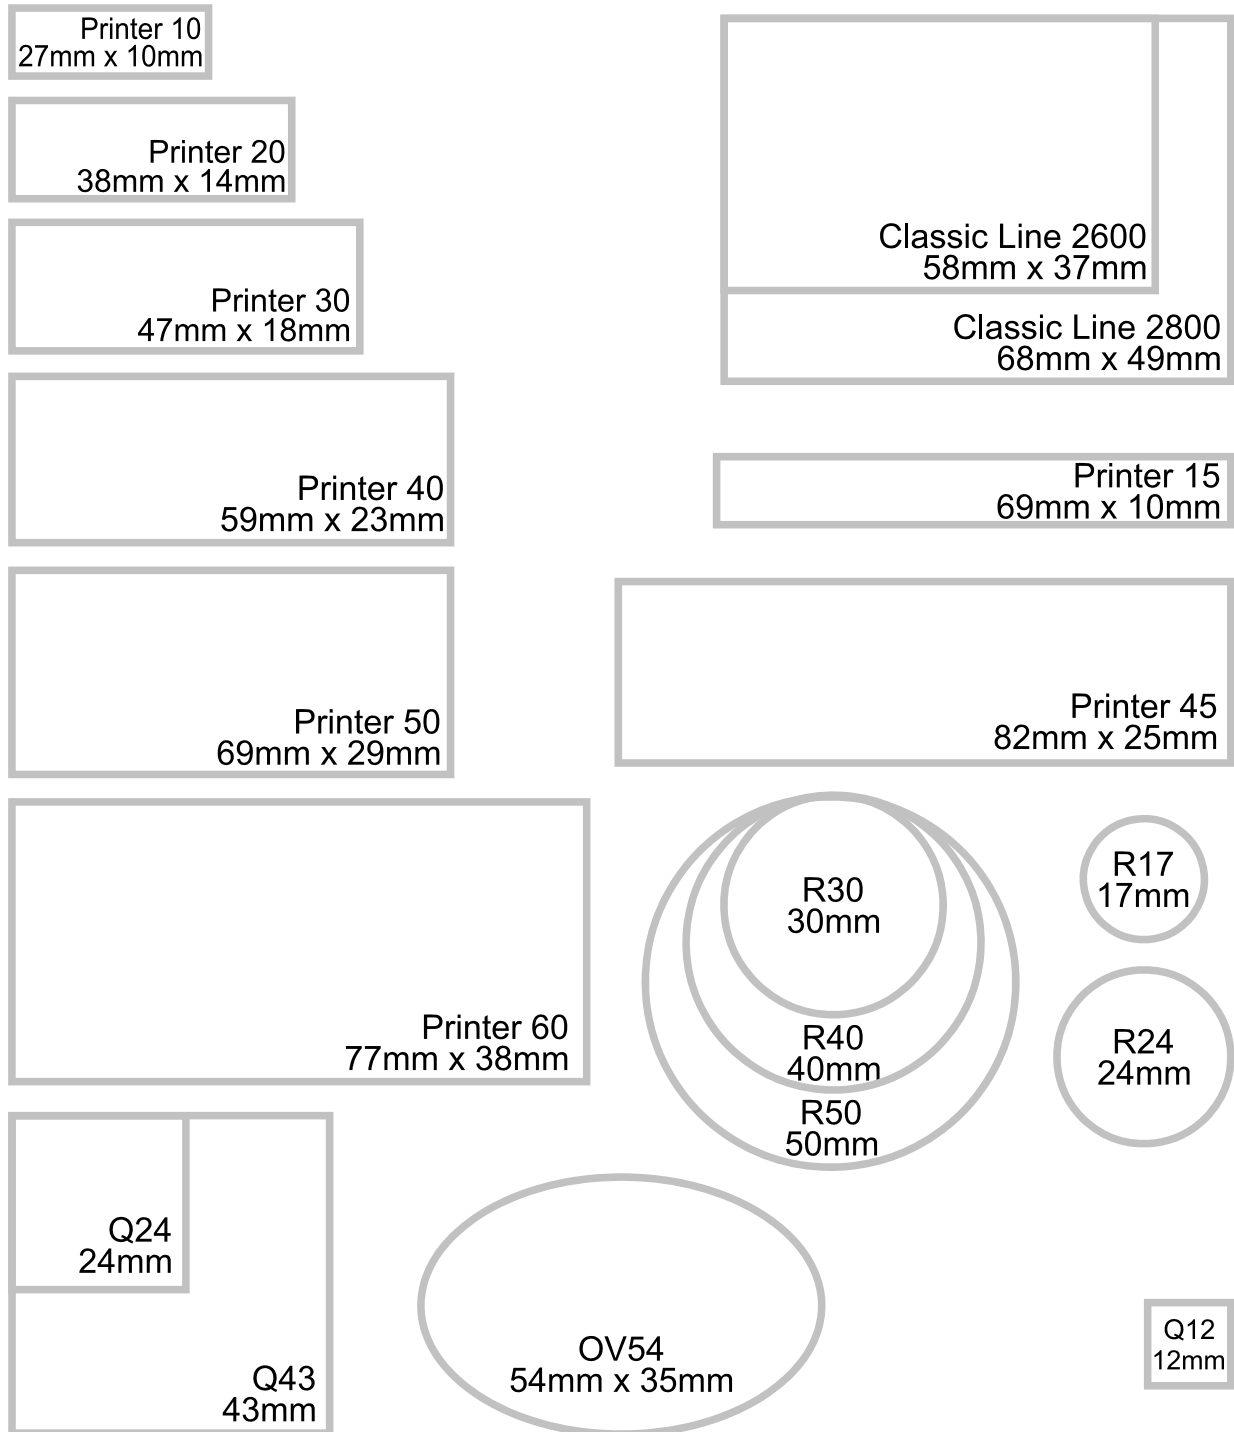 Printer 10
27mm x 10mm
Printer 20
38mm x 14mm
Printer 30
47mm x 18mm
Printer 40
59mm x 23mm
Printer 50
69mm x 29mm
Printer 60
77mm x 38mm
Q24
24mm
Q43
43mm
Classic Line 2600
58mm x 37mm
Classic Line 2800
68mm x 49mm
Printer 15
69mm x 10mm
Printer 45
82mm x 25mm
R30
30mm
R40
40mm
R50
50mm
R17
17mm
R24
24mm
OV54
54mm x 35mm
Q12
12mm